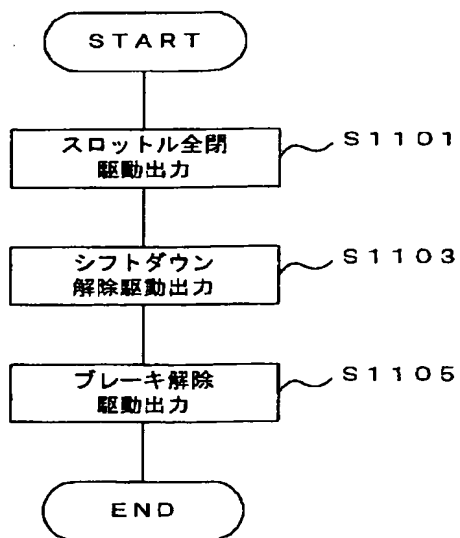 START
スロットル全閉
駆動出力
S1101
シフトダウン
解除駆動出力
S1103
ブレーキ解除
駆動出力
S1105
END